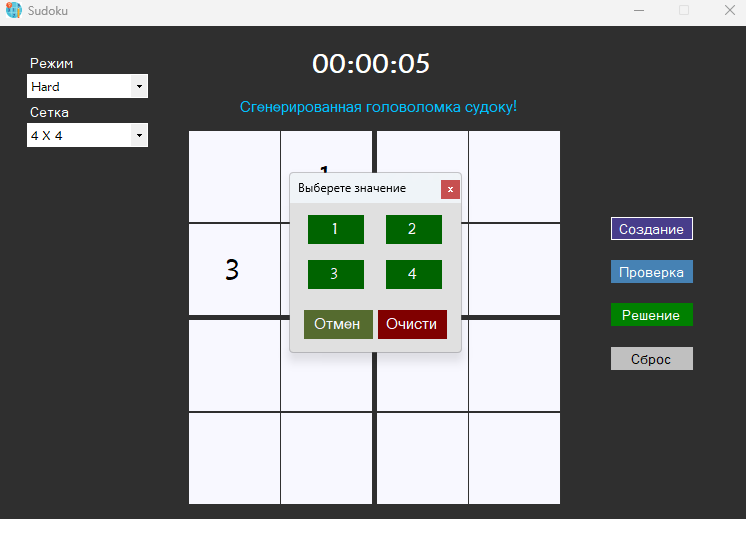 Sudoku
00:00:05
Режим
Hard
Сгенерированная головоломка судоку!
Сетка
4 X 4
1
Выберете значение
x
1 2
3 4
Отмен Очисти
3
Создание
Проверка
Решение
Сброс